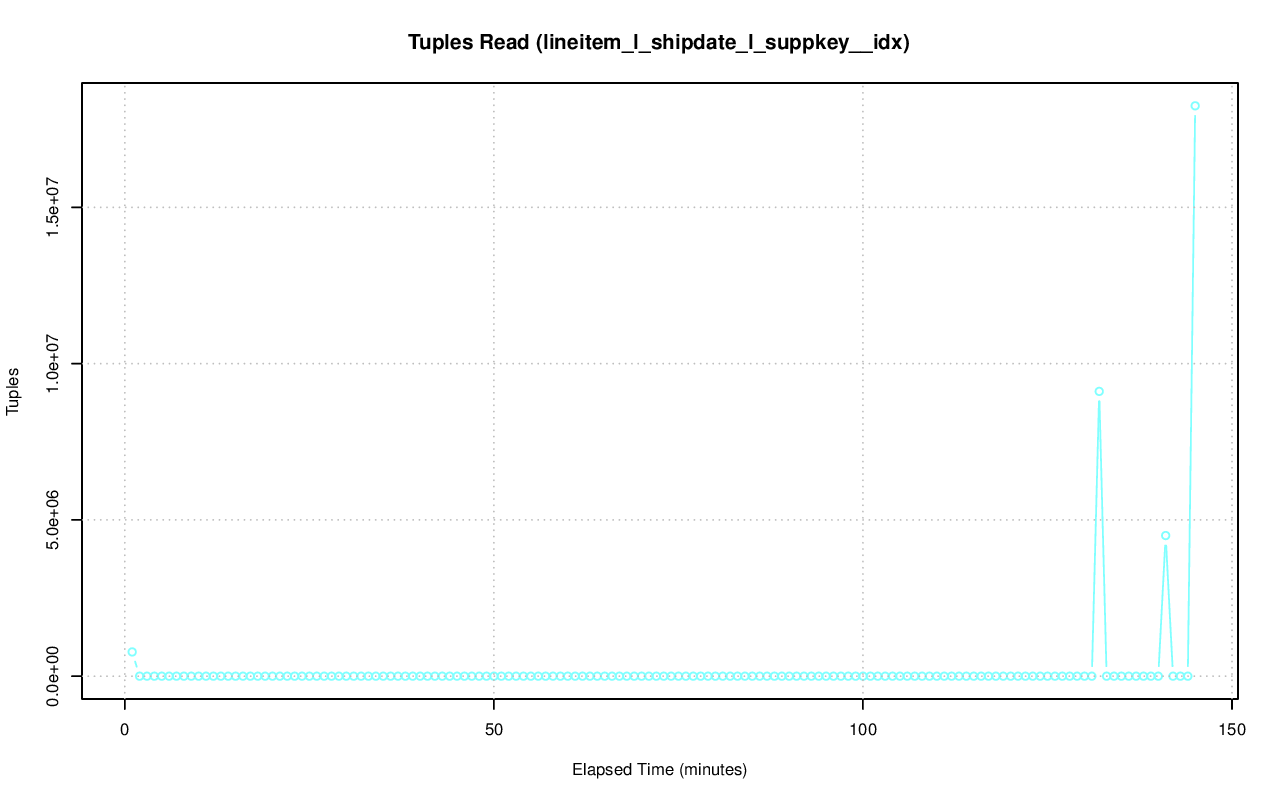 Tuples Read (lineitem_l_shipdate_l_suppkey__idx)
Tuples
1.5e+07
1.0e+07
5.0e+06
0.0e+00
0 50 100 150
Elapsed Time (minutes)